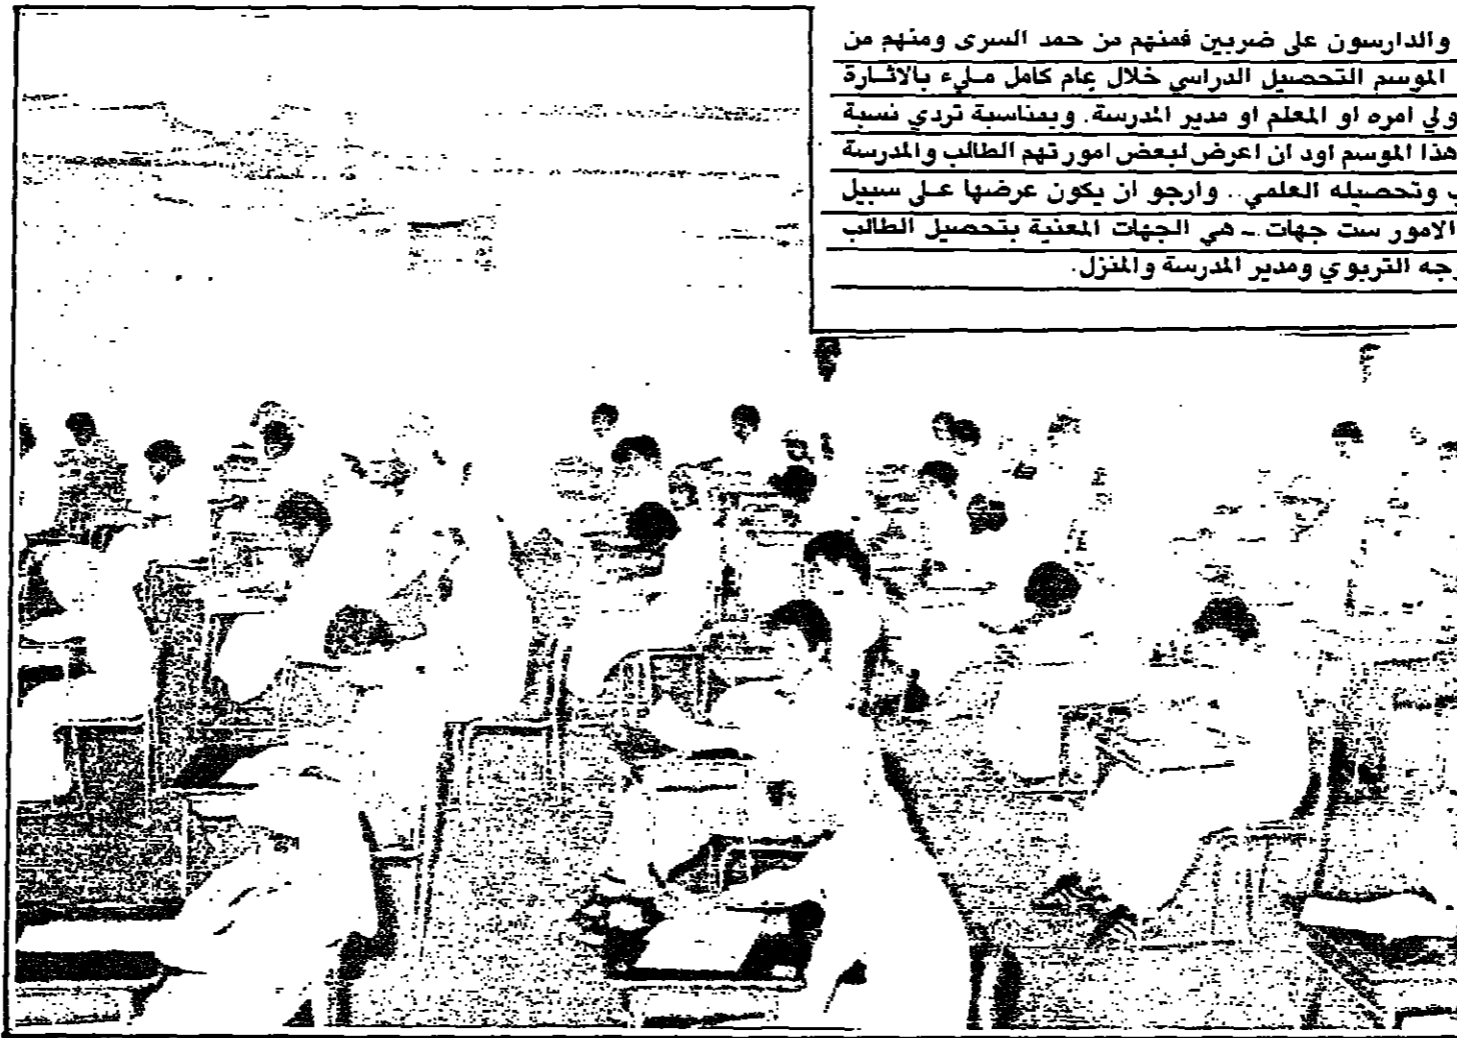 والدارسون على ضربين فمنهم من حمد السرى ومنهم من
الموسم التحصيل الدراسي خلال عام كامل مليء بالاثارة
ولي امره او المعلم او مدير المدرسة. وبمناسبة تردي نسبة
هذا الموسم اود ان اعرض لبعض امور تهم الطالب والمدرسة
وتحصيله العلمي.. وارجو ان يكون عرضها على سبيل
الامور ست جهات - هي الجهات المعنية بتحصيل الطالب
التربوي ومدير المدرسة والمنزل.